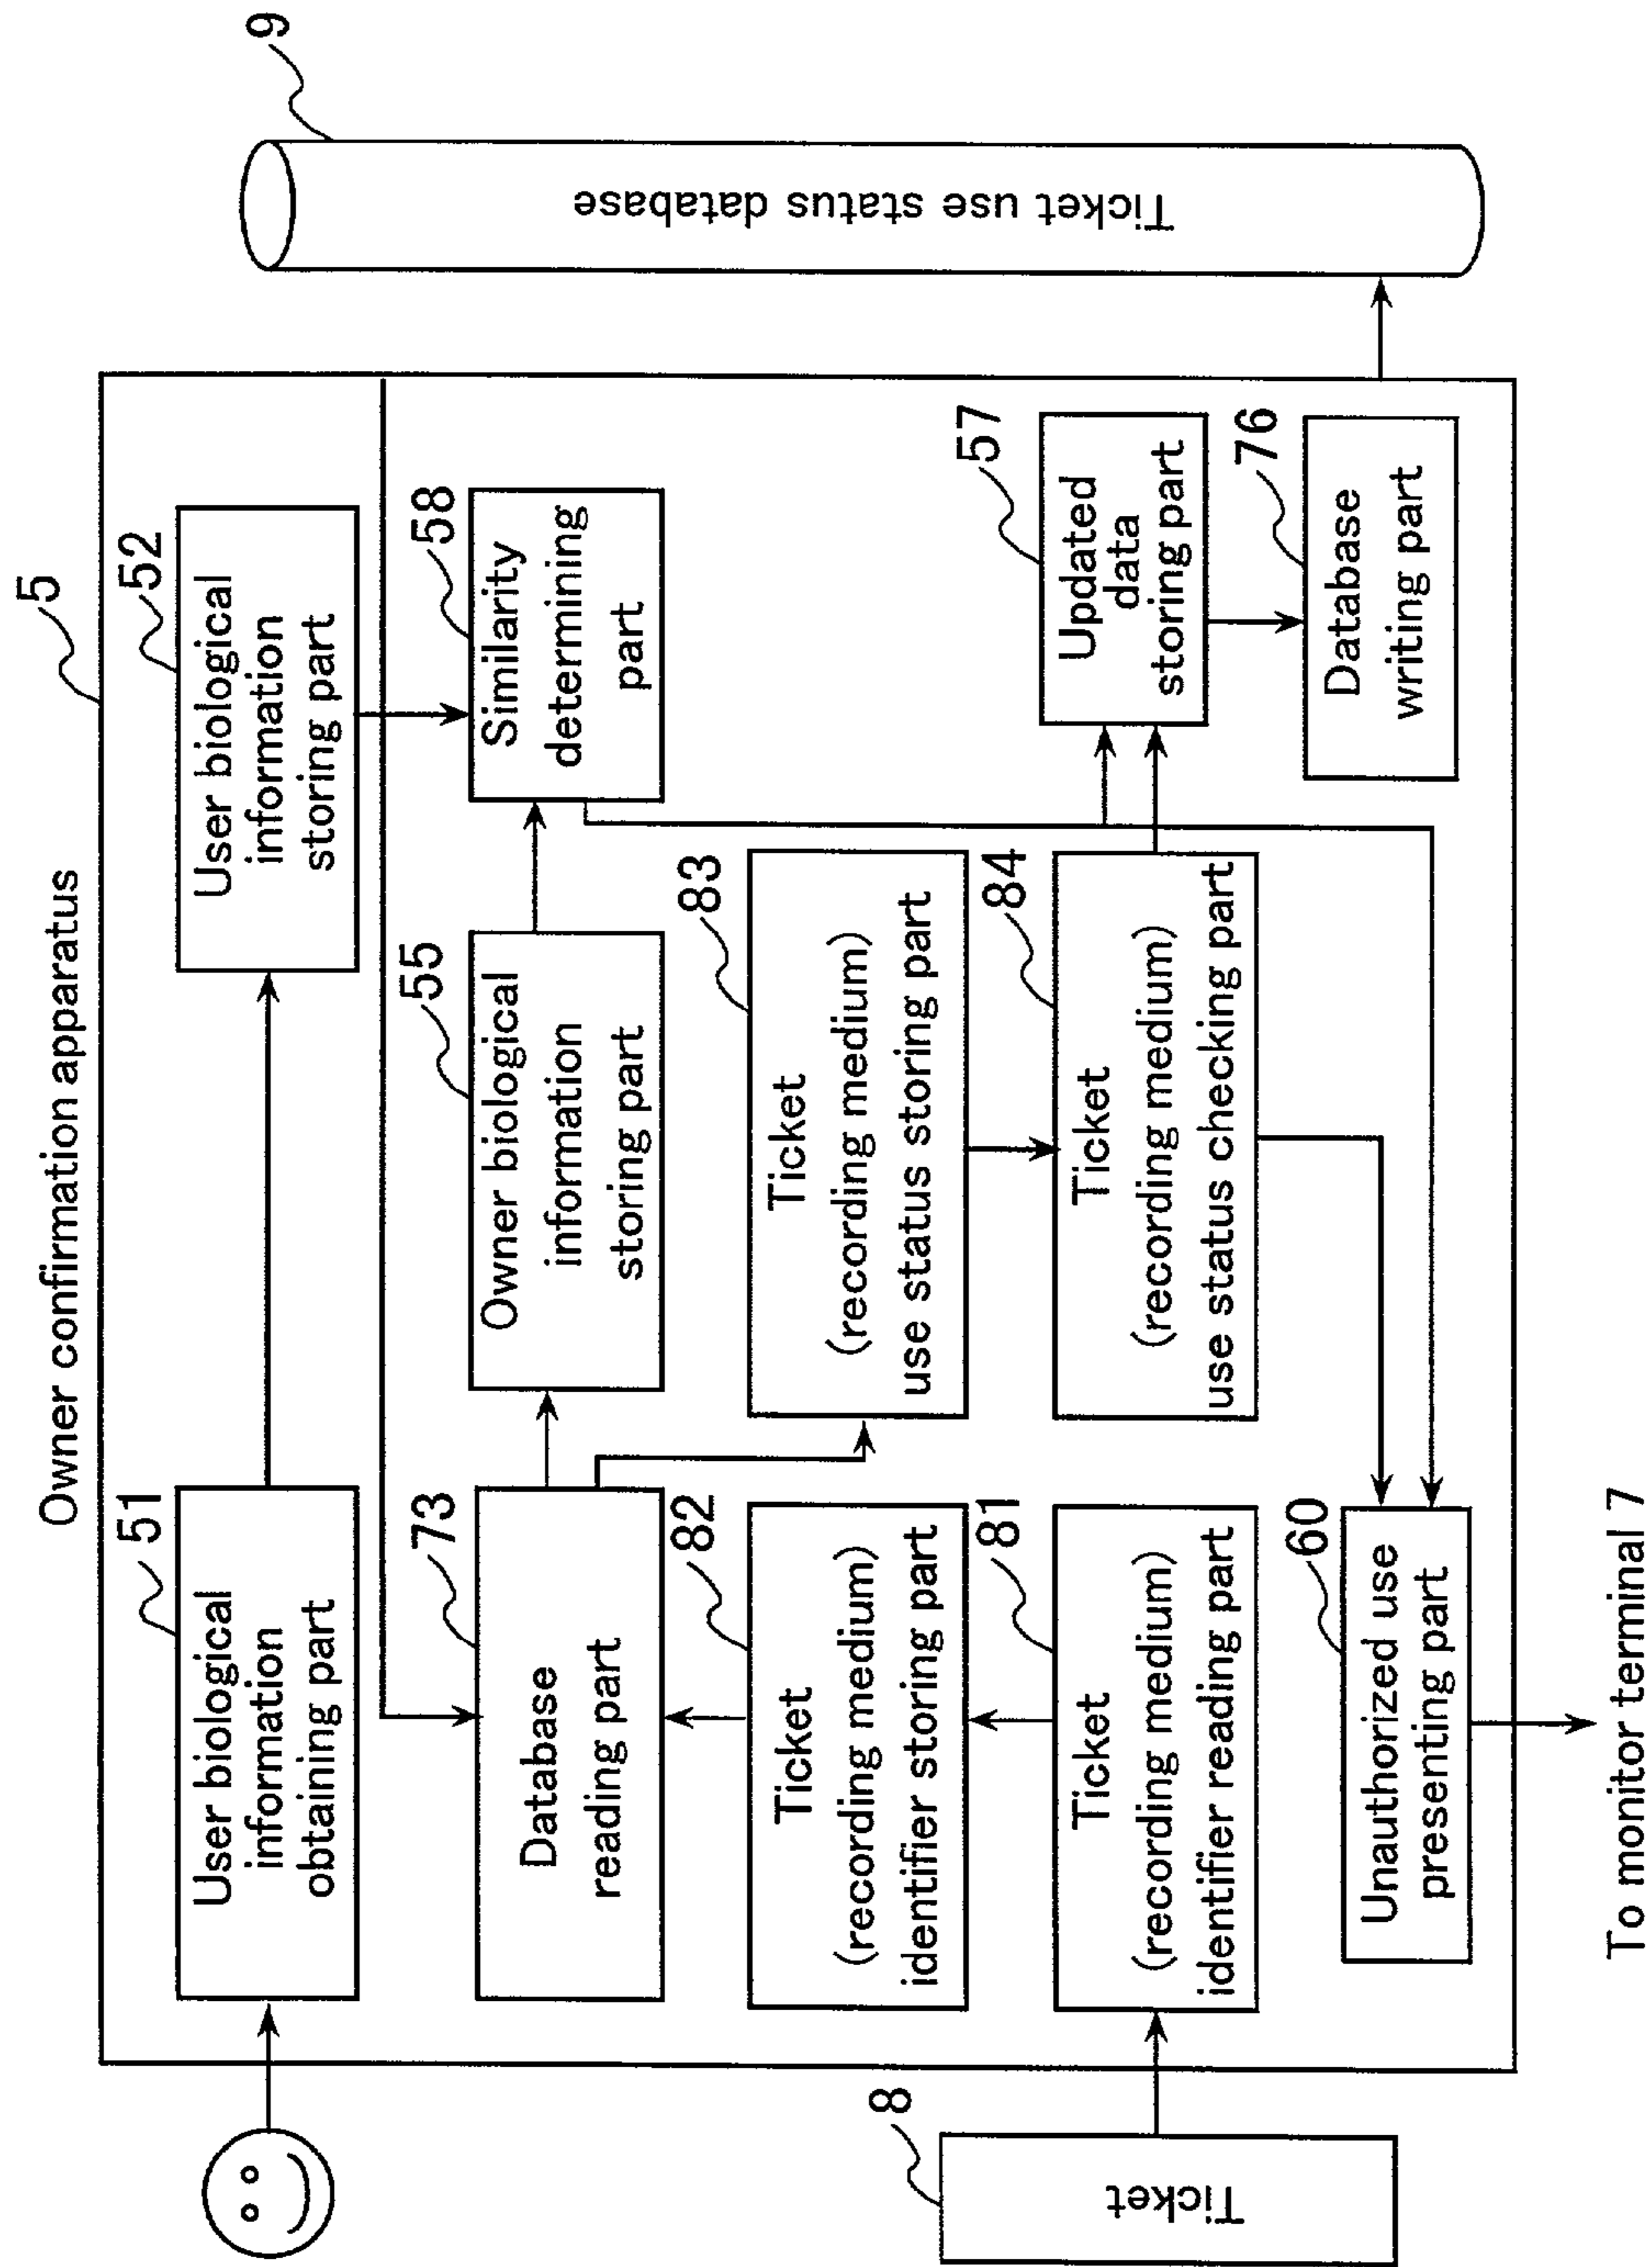 Owner confirmation apparatus
5
51
User biological
information
obtaining part
52
User biological
information
storing part
73
Database
reading part
55
Owner biological
information
storing part
58
Similarity
determining
part
82
Ticket
(recording medium)
identifier storing part
83
Ticket
(recording medium)
use status storing part
81
Ticket
(recording medium)
identifier reading part
84
Ticket
(recording medium)
use status checking part
57
Updated
data
storing part
60
Unauthorized use
presenting part
76
Database
writing part
8
Ticket
9
Ticket use status database
To monitor terminal 7